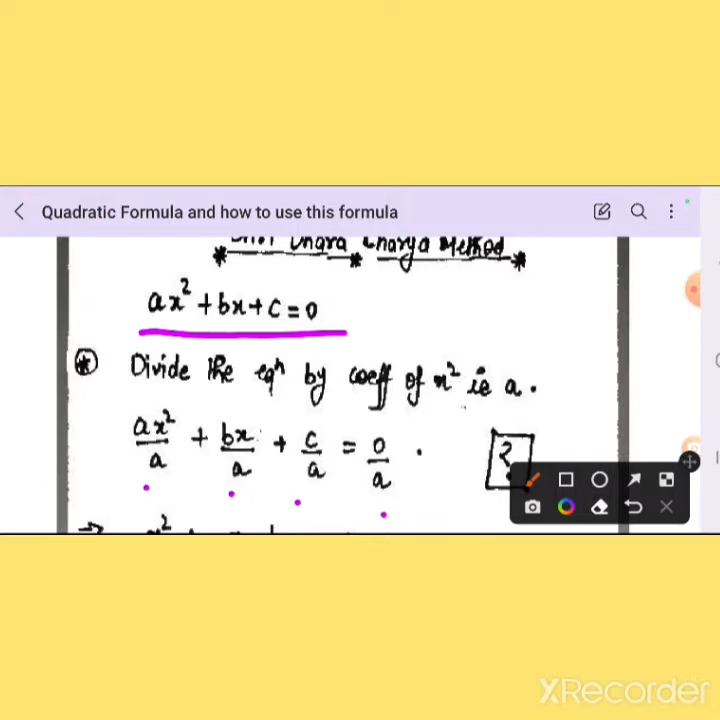 Quadratic Formula and how to use this formula
Dhara Charya Method
ax² + bx + c = 0
Divide the eqⁿ by coeff of x² ie a.
ax²/a + bx/a + c/a = 0/a .
?
XRecorder